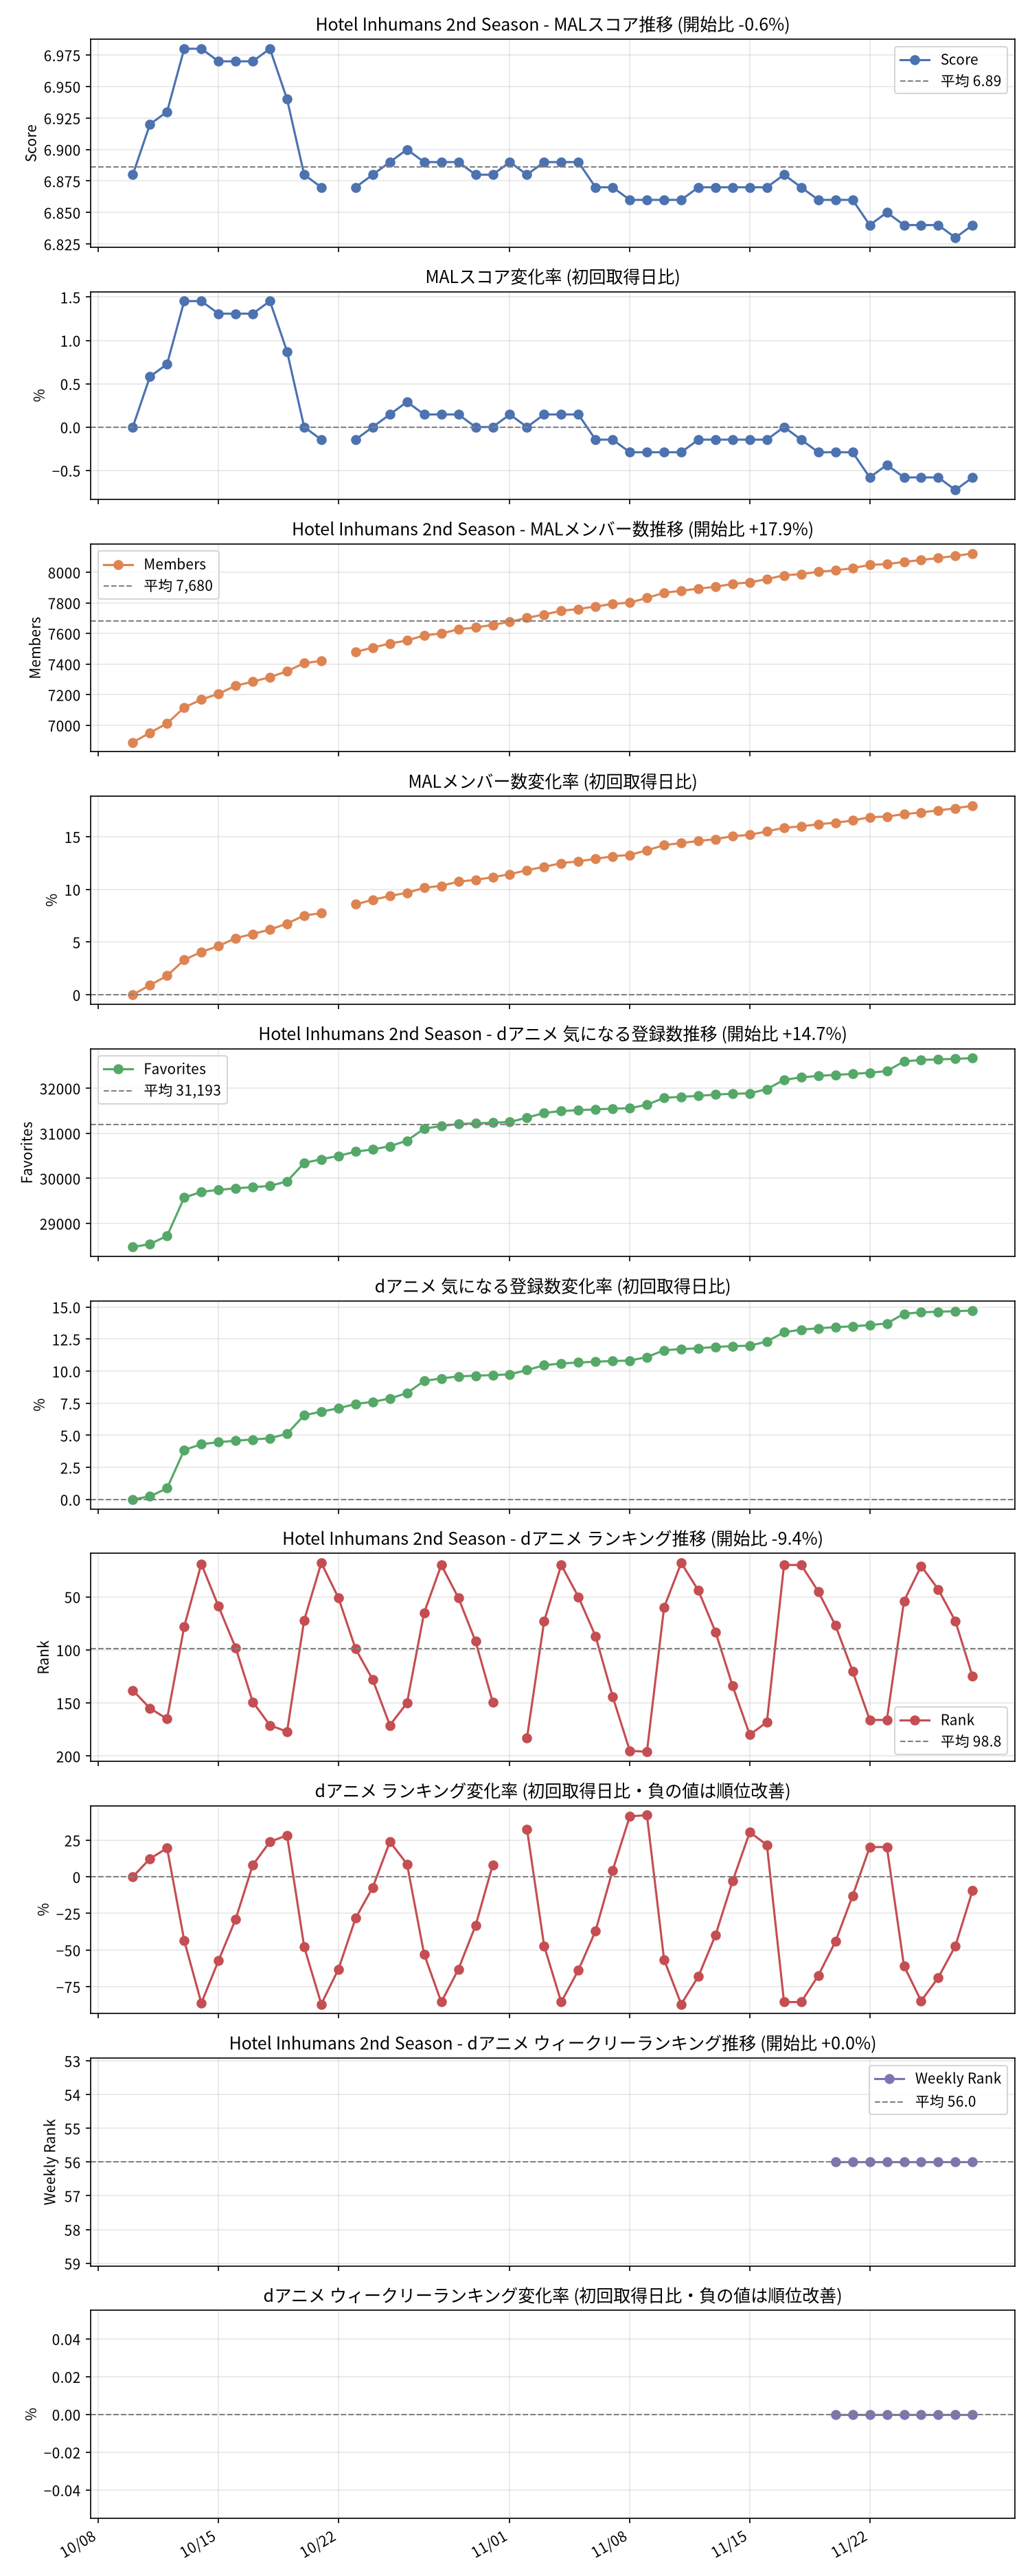 Hotel Inhumans 2nd Season - MALスコア推移 (開始比 -0.6%)
6.975
6.950
6.925
6.900
6.875
6.850
6.825
Score
Score
平均 6.89
MALスコア変化率 (初回取得日比)
1.5
1.0
0.5
0.0
−0.5
%
Hotel Inhumans 2nd Season - MALメンバー数推移 (開始比 +17.9%)
8000
7800
7600
7400
7200
7000
Members
Members
平均 7,680
MALメンバー数変化率 (初回取得日比)
15
10
5
0
%
Hotel Inhumans 2nd Season - dアニメ 気になる登録数推移 (開始比 +14.7%)
32000
31000
30000
29000
Favorites
Favorites
平均 31,193
dアニメ 気になる登録数変化率 (初回取得日比)
15.0
12.5
10.0
7.5
5.0
2.5
0.0
%
Hotel Inhumans 2nd Season - dアニメ ランキング推移 (開始比 -9.4%)
50
100
150
200
Rank
Rank
平均 98.8
dアニメ ランキング変化率 (初回取得日比・負の値は順位改善)
25
0
−25
−50
−75
%
Hotel Inhumans 2nd Season - dアニメ ウィークリーランキング推移 (開始比 +0.0%)
53
54
55
56
57
58
59
Weekly Rank
Weekly Rank
平均 56.0
dアニメ ウィークリーランキング変化率 (初回取得日比・負の値は順位改善)
0.04
0.02
0.00
−0.02
−0.04
%
10/08
10/15
10/22
11/01
11/08
11/15
11/22